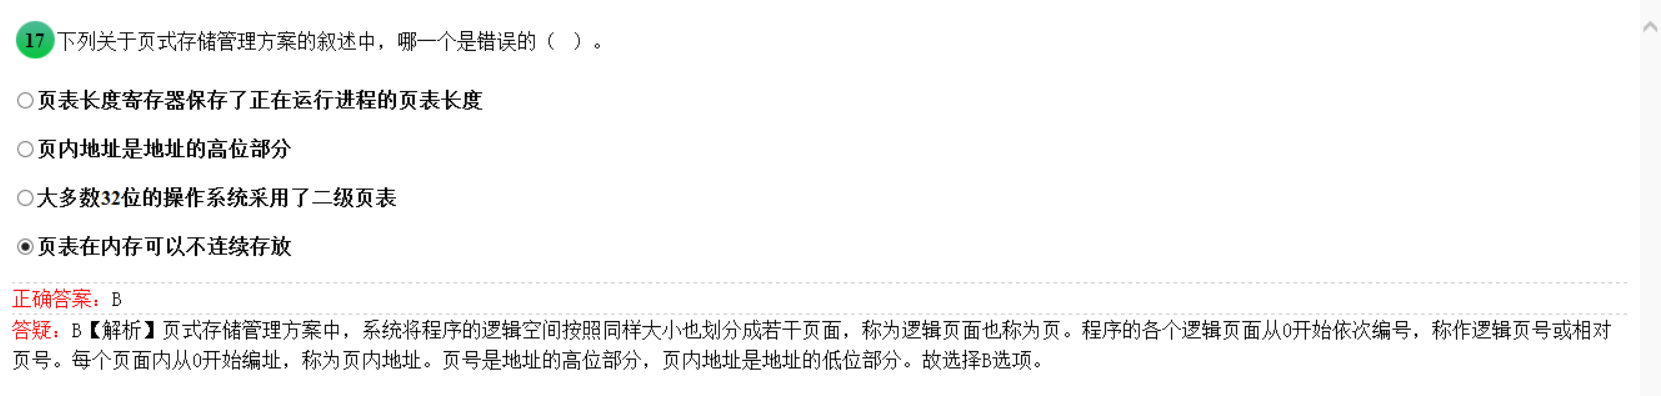 17 下列关于页式存储管理方案的叙述中，哪一个是错误的（ ）。
页表长度寄存器保存了正在运行进程的页表长度
页内地址是地址的高位部分
大多数32位的操作系统采用了二级页表
页表在内存可以不连续存放
正确答案：B
答疑：B【解析】页式存储管理方案中，系统将程序的逻辑空间按照同样大小也划分成若干页面，称为逻辑页面也称为页。程序的各个逻辑页面从0开始依次编号，称作逻辑页号或相对
页号。每个页面内从0开始编址，称为页内地址。页号是地址的高位部分，页内地址是地址的低位部分。故选择B选项。